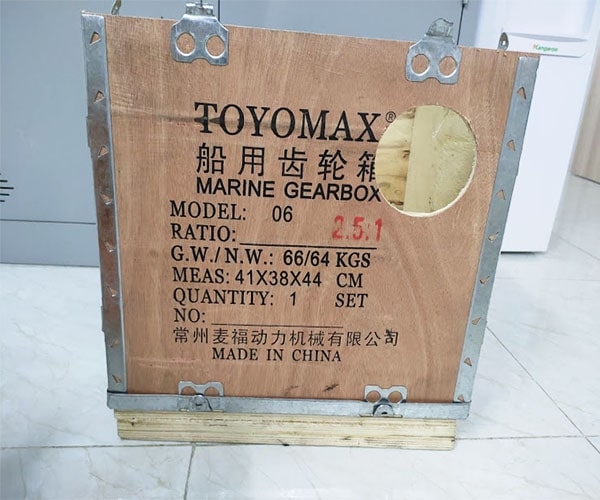 Kangaroo
TOYOMAX®
船用齿轮箱
MARINE GEARBOX
MODEL: 06
RATIO: 2.5:1
G.W./N.W.: 66/64 KGS
MEAS: 41X38X44 CM
QUANTITY: 1 SET
NO:
常州麦福动力机械有限公司
MADE IN CHINA